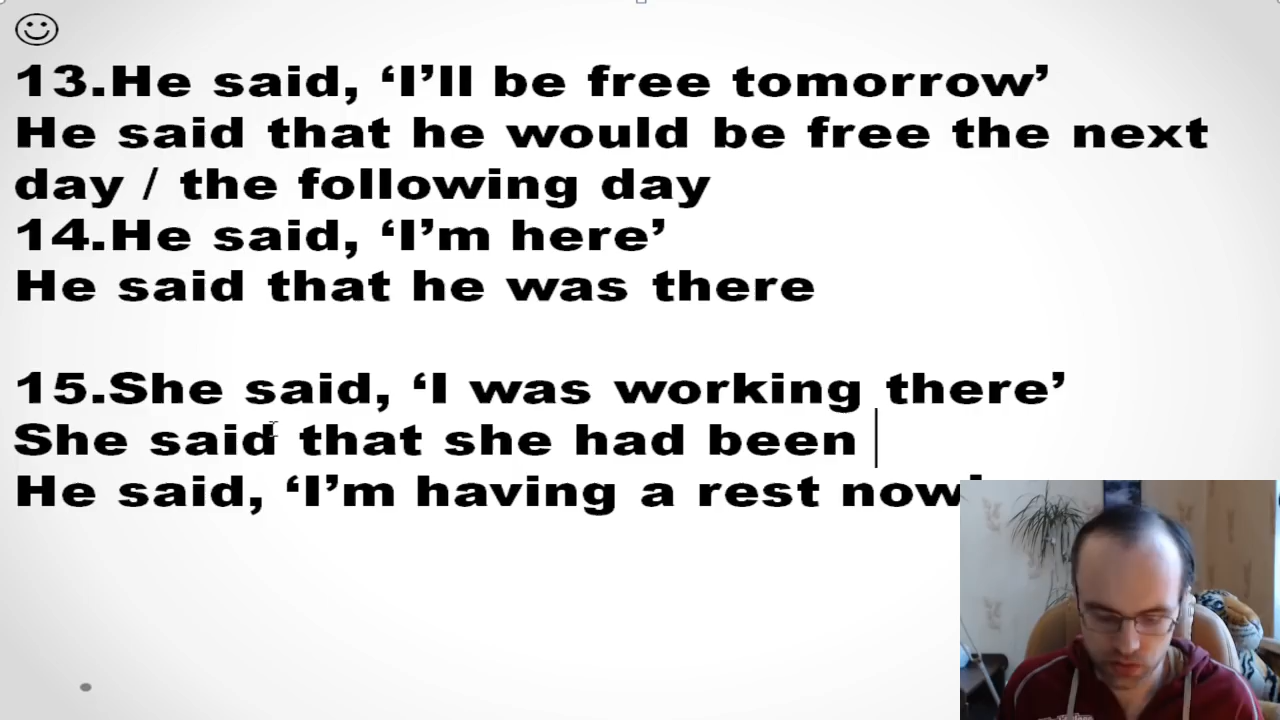 13.He said, ‘I’ll be free tomorrow’
He said that he would be free the next
day / the following day
14.He said, ‘I’m here’
He said that he was there
15.She said, ‘I was working there’
She said that she had been
He said, ‘I’m having a rest now’